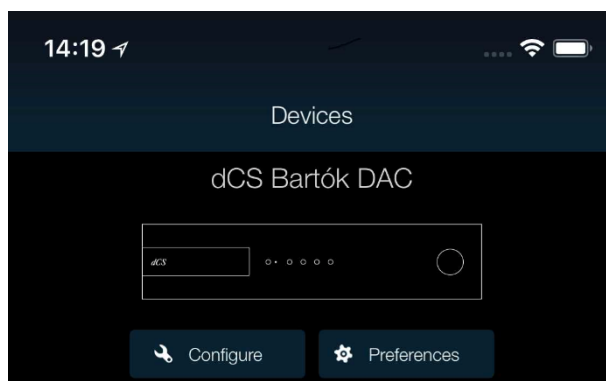 14:19
Devices
dCS Bartók DAC
dCS
Configure
Preferences